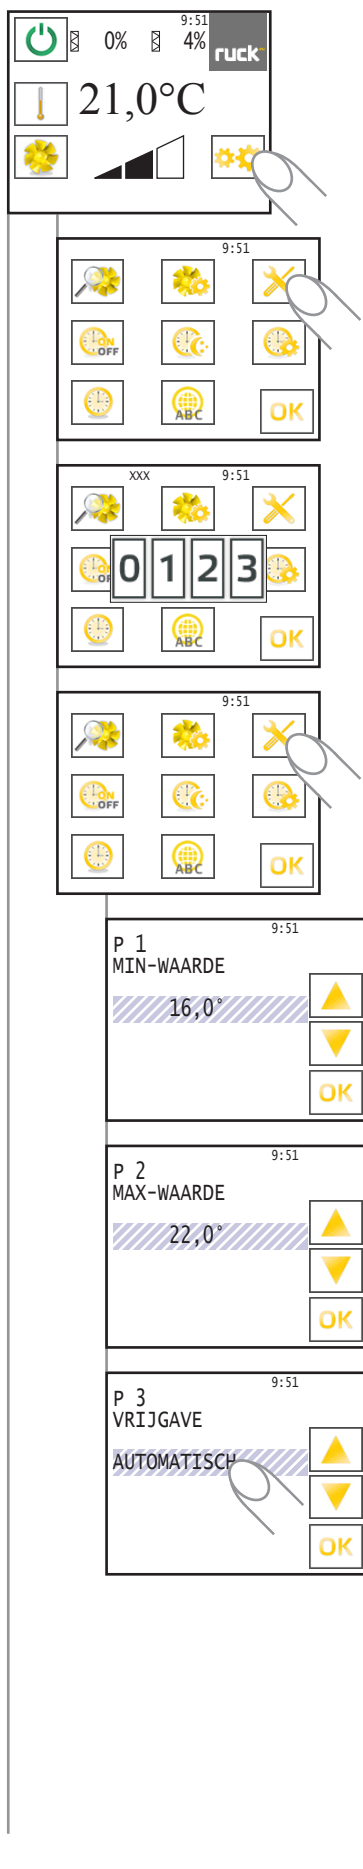 9:51
0% 4%
ruck
21,0°C
9:51
ON
OFF
ABC
OK
XXX 9:51
0 1 2 3
ABC
OK
9:51
ON
OFF
ABC
OK
9:51
P 1
MIN-WAARDE
16,0°
OK
9:51
P 2
MAX-WAARDE
22,0°
OK
9:51
P 3
VRIJGAVE
AUTOMATISCH
OK